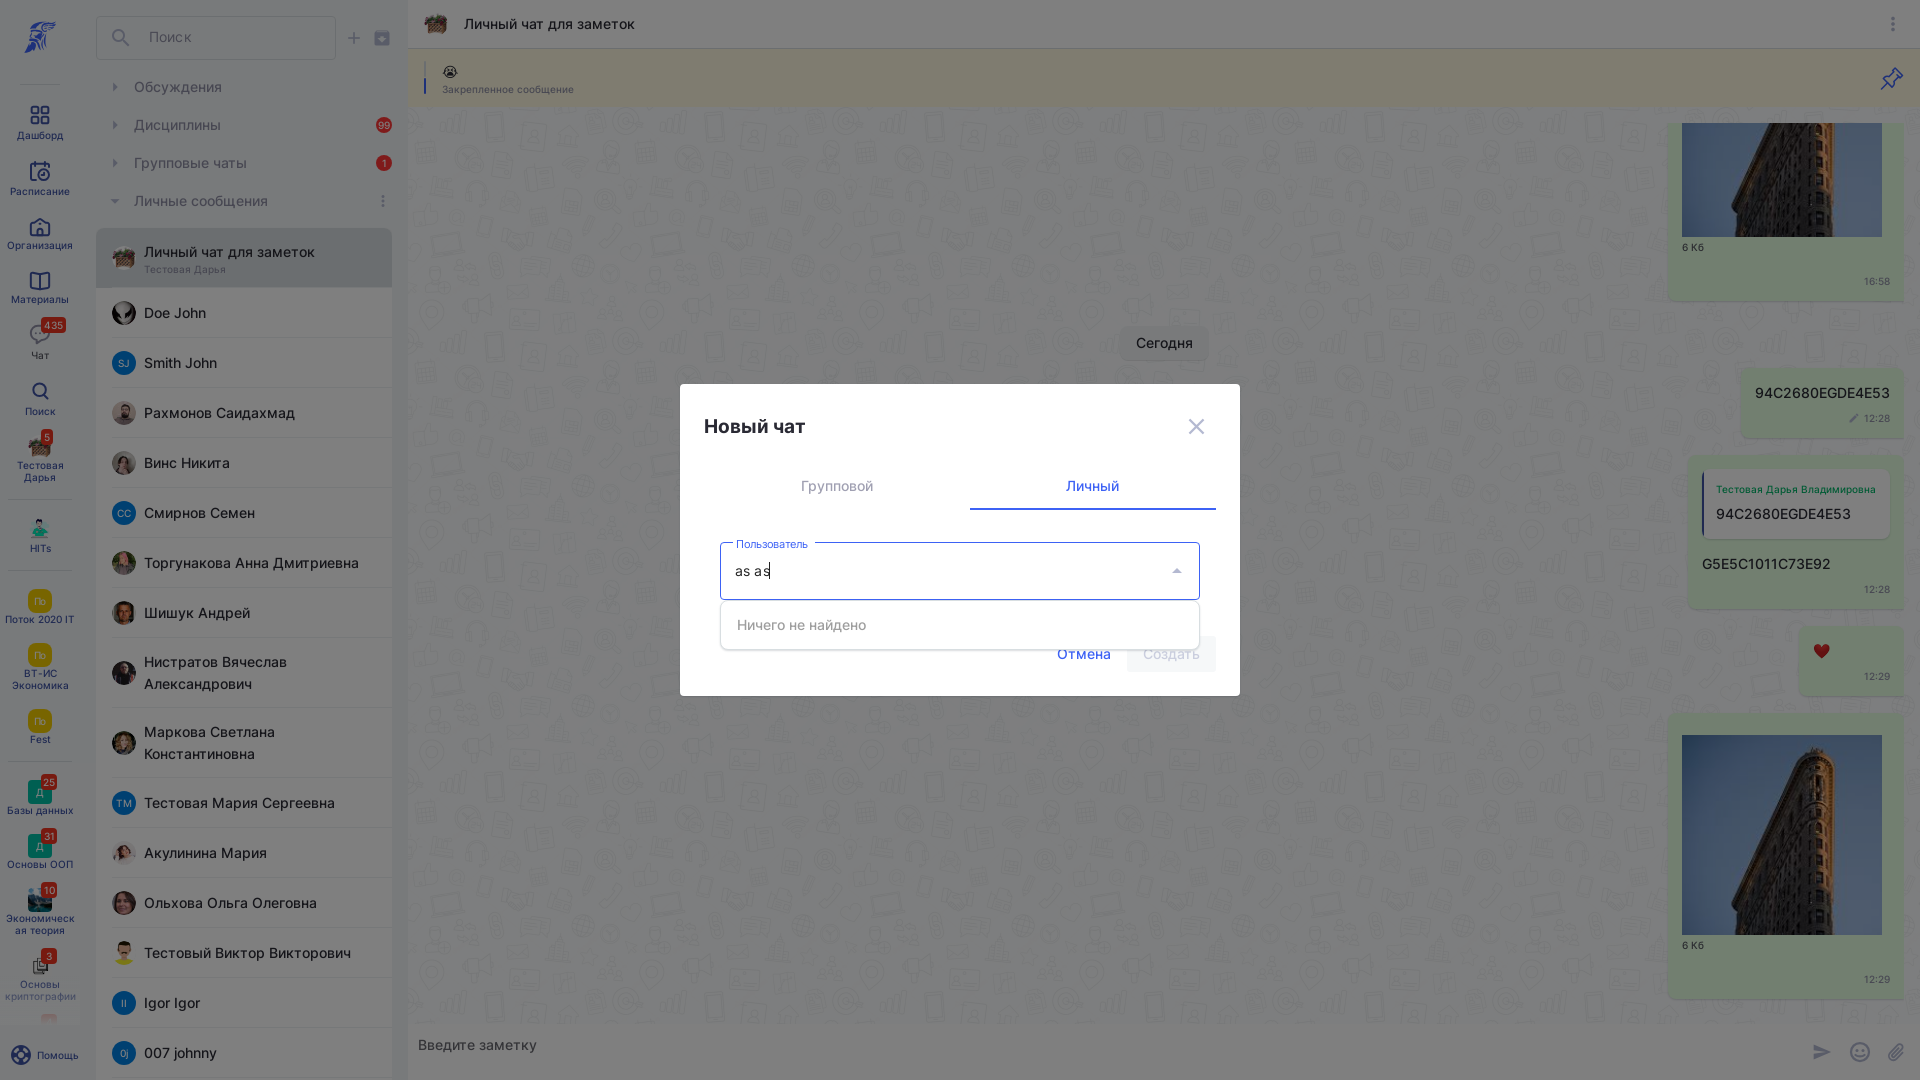 Дашборд
Расписание
Организация
Материалы
435
Чат
Поиск
5
Тестовая
Дарья
HITs
По
Поток 2020 IT
По
ВТ-ИС
Экономика
По
Fest
25
Д
Базы данных
31
Д
Основы ООП
10
Экономическ
ая теория
3
Основы
криптографии
Помощь
Поиск
Обсуждения
Дисциплины
99
Групповые чаты
1
Личные сообщения
Личный чат для заметок
Тестовая Дарья
Doe John
SJ
Smith John
Рахмонов Саидахмад
Винс Никита
СС
Смирнов Семен
Торгунакова Анна Дмитриевна
Шишук Андрей
Нистратов Вячеслав
Александрович
Маркова Светлана
Константиновна
ТМ
Тестовая Мария Сергеевна
Акулинина Мария
Ольхова Ольга Олеговна
Тестовый Виктор Викторович
II
Igor Igor
0j
007 johnny
Личный чат для заметок
Закрепленное сообщение
6 Кб
16:58
Сегодня
94C2680EGDE4E53
12:28
Тестовая Дарья Владимировна
94C2680EGDE4E53
G5E5C1011C73E92
12:28
12:29
6 Кб
12:29
Введите заметку
Новый чат
Групповой
Личный
Пользователь
as as
Ничего не найдено
Отмена
Создать